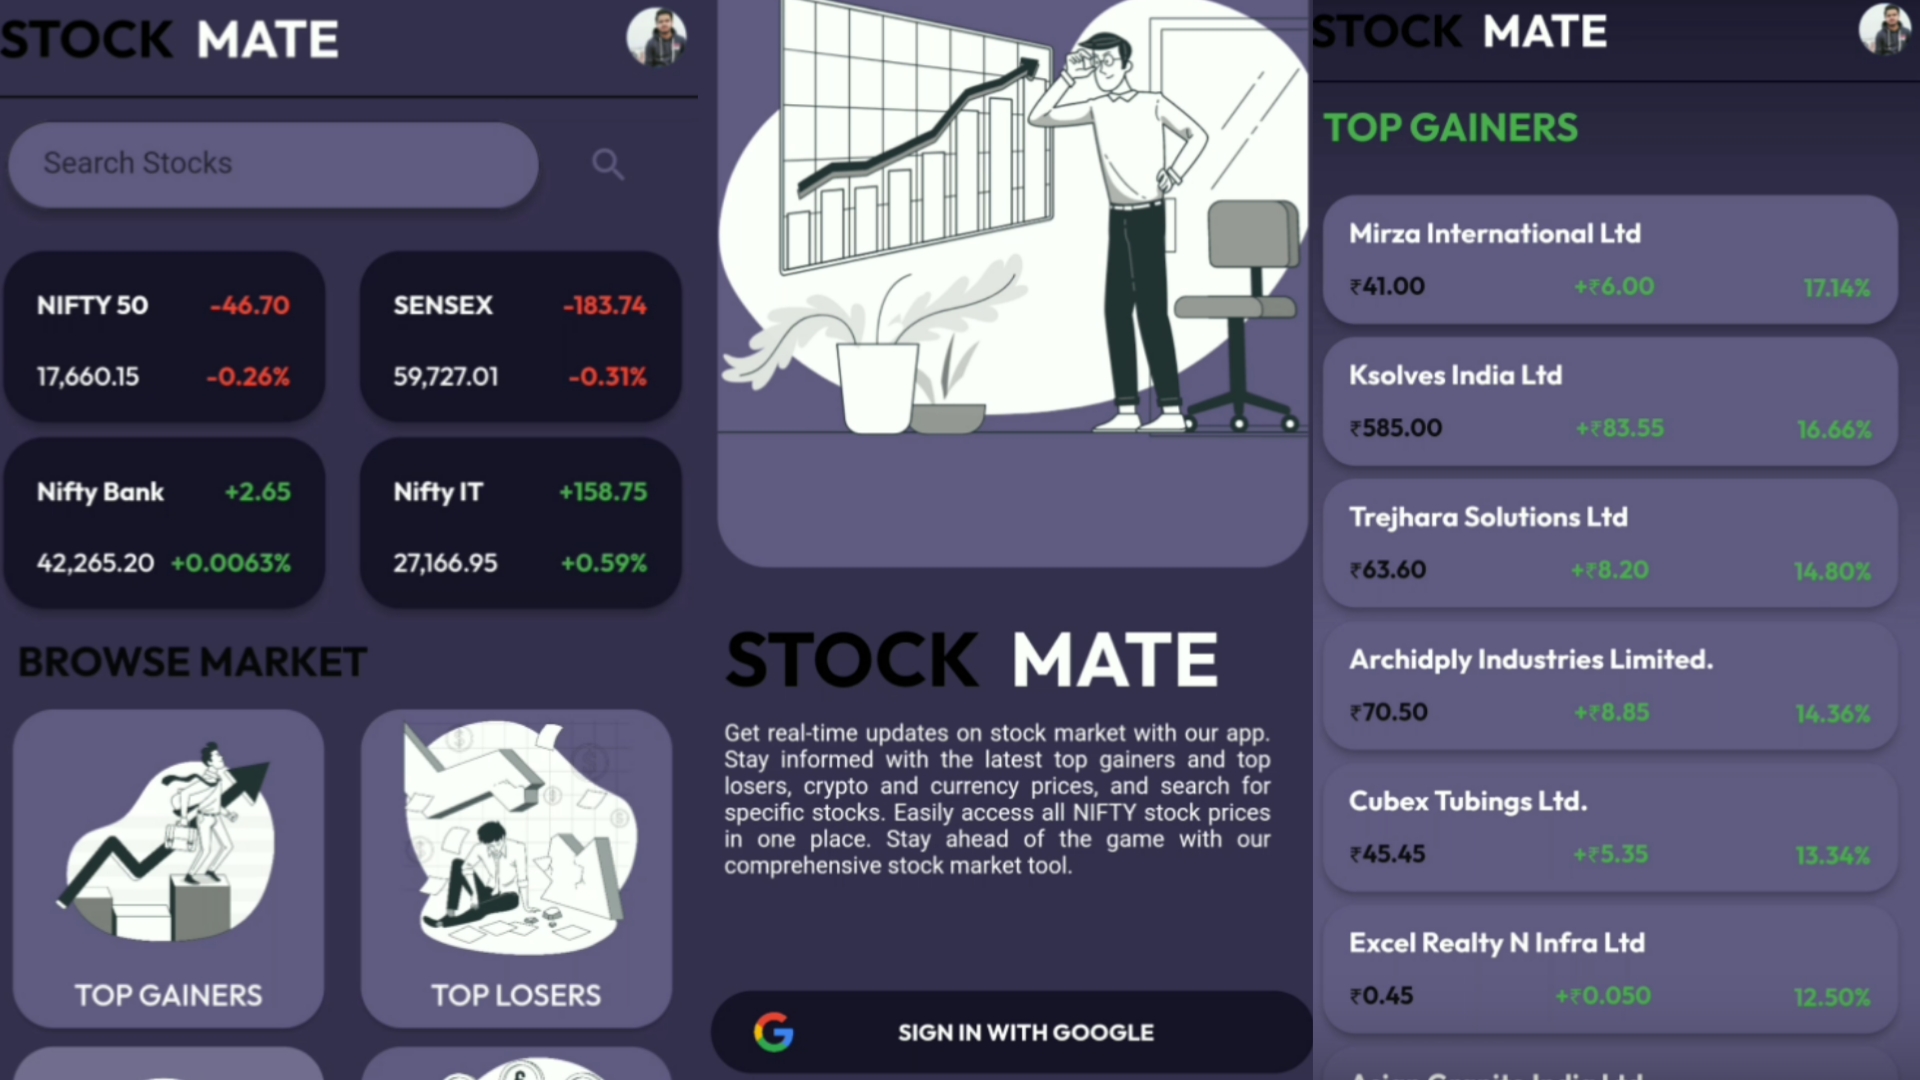 STOCK MATE
Search Stocks
NIFTY 50 -46.70
17,660.15 -0.26%
SENSEX -183.74
59,727.01 -0.31%
Nifty Bank +2.65
42,265.20 +0.0063%
Nifty IT +158.75
27,166.95 +0.59%
BROWSE MARKET
TOP GAINERS
TOP LOSERS
STOCK MATE
Get real-time updates on stock market with our app.
Stay informed with the latest top gainers and top
losers, crypto and currency prices, and search for
specific stocks. Easily access all NIFTY stock prices
in one place. Stay ahead of the game with our
comprehensive stock market tool.
SIGN IN WITH GOOGLE
STOCK MATE
TOP GAINERS
Mirza International Ltd
₹41.00 +₹6.00 17.14%
Ksolves India Ltd
₹585.00 +₹83.55 16.66%
Trejhara Solutions Ltd
₹63.60 +₹8.20 14.80%
Archidply Industries Limited.
₹70.50 +₹8.85 14.36%
Cubex Tubings Ltd.
₹45.45 +₹5.35 13.34%
Excel Realty N Infra Ltd
₹0.45 +₹0.050 12.50%